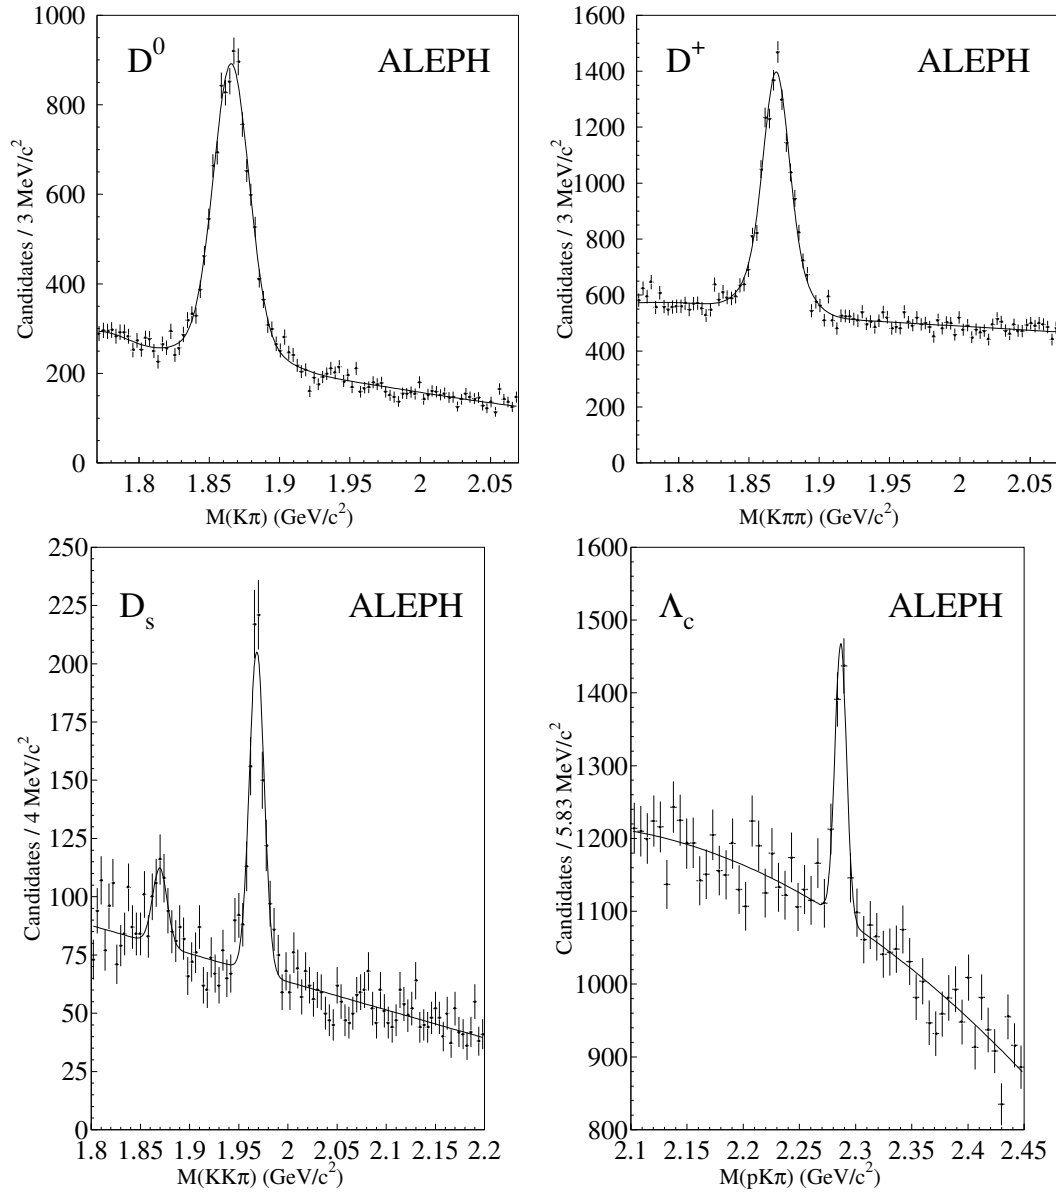 D⁰ ALEPH
Candidates / 3 MeV/c²
1000
800
600
400
200
0
1.8 1.85 1.9 1.95 2 2.05
M(Kπ) (GeV/c²)
D⁺ ALEPH
Candidates / 3 MeV/c²
1600
1400
1200
1000
800
600
400
200
0
1.8 1.85 1.9 1.95 2 2.05
M(Kππ) (GeV/c²)
Dₛ ALEPH
Candidates / 4 MeV/c²
250
225
200
175
150
125
100
75
50
25
0
1.8 1.85 1.9 1.95 2 2.05 2.1 2.15 2.2
M(KKπ) (GeV/c²)
Λc ALEPH
Candidates / 5.83 MeV/c²
1600
1500
1400
1300
1200
1100
1000
900
800
2.1 2.15 2.2 2.25 2.3 2.35 2.4 2.45
M(pKπ) (GeV/c²)